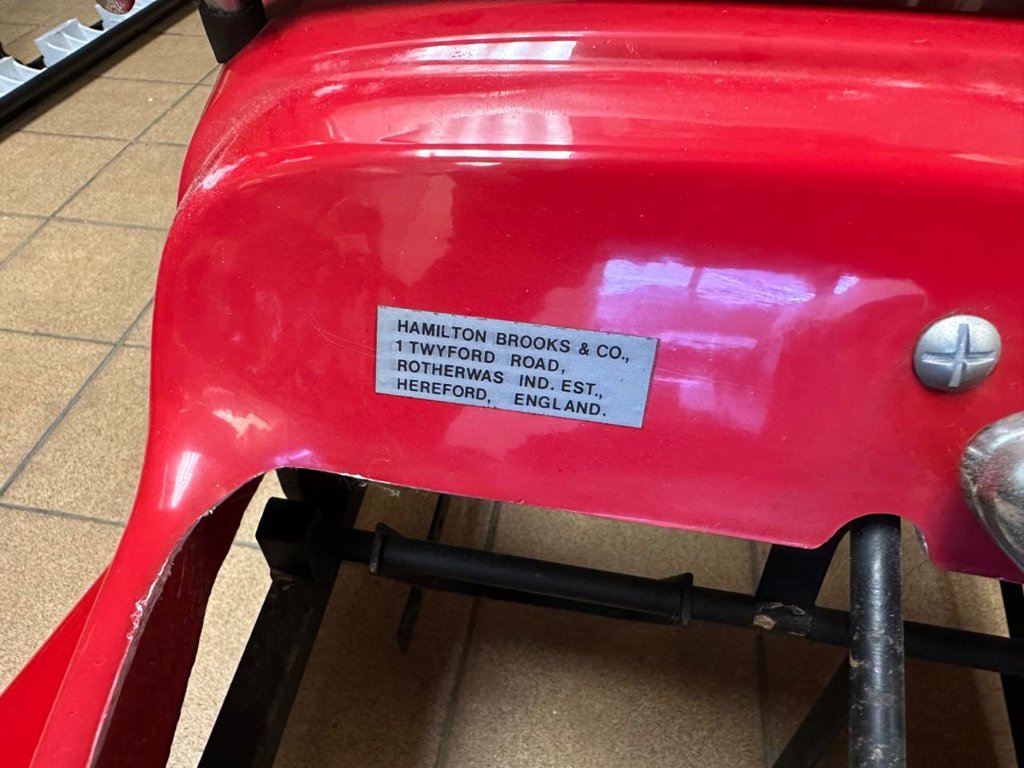 HAMILTON BROOKS & CO.,
1 TWYFORD ROAD,
ROTHERWAS IND. EST.,
HEREFORD, ENGLAND.